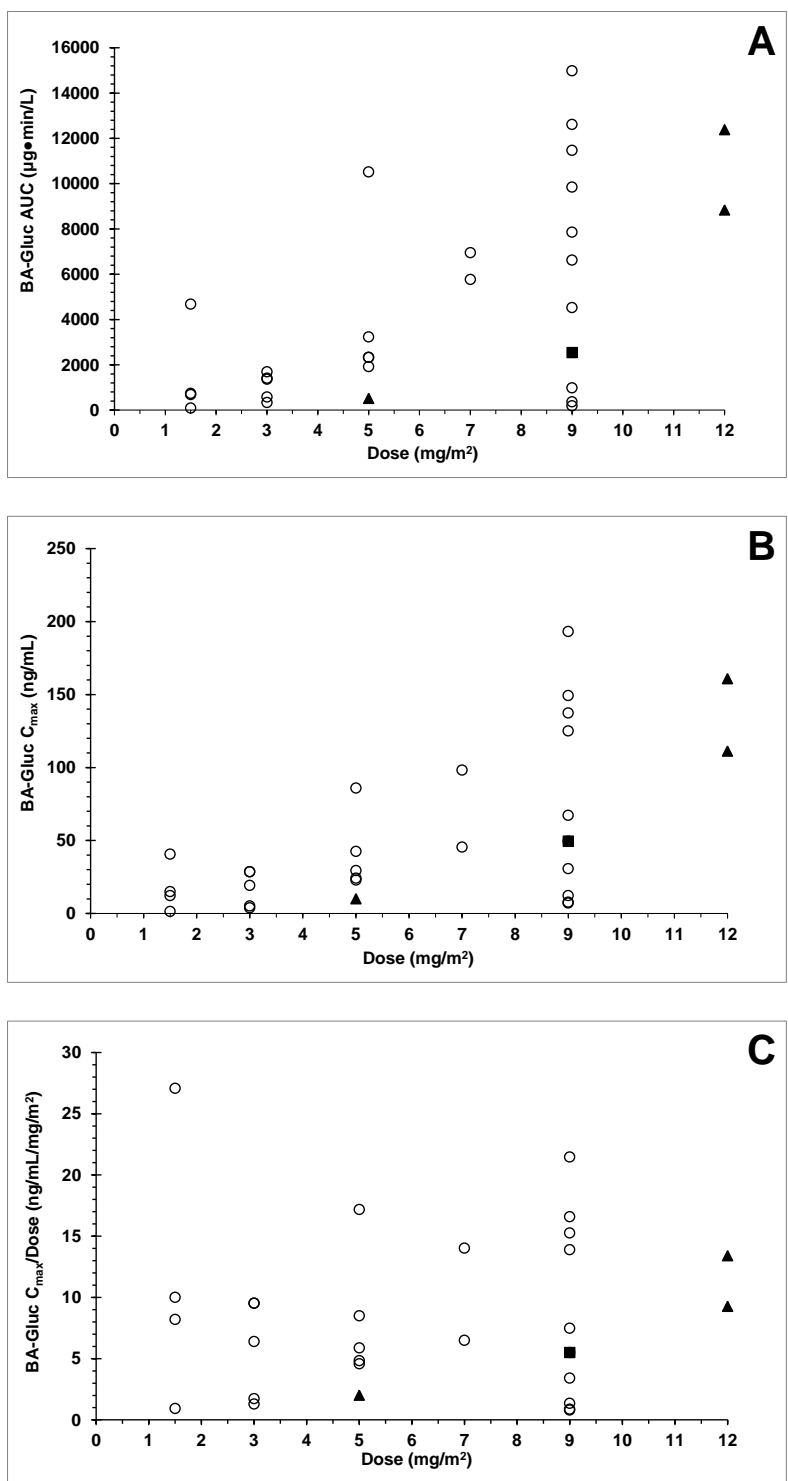 A
16000
14000
12000
10000
8000
6000
4000
2000
0
BA-Gluc AUC (µg●min/L)
0 1 2 3 4 5 6 7 8 9 10 11 12
Dose (mg/m²)
B
250
200
150
100
50
0
BA-Gluc Cmax (ng/mL)
0 1 2 3 4 5 6 7 8 9 10 11 12
Dose (mg/m²)
C
30
25
20
15
10
5
0
BA-Gluc Cmax/Dose (ng/mL/mg/m²)
0 1 2 3 4 5 6 7 8 9 10 11 12
Dose (mg/m²)